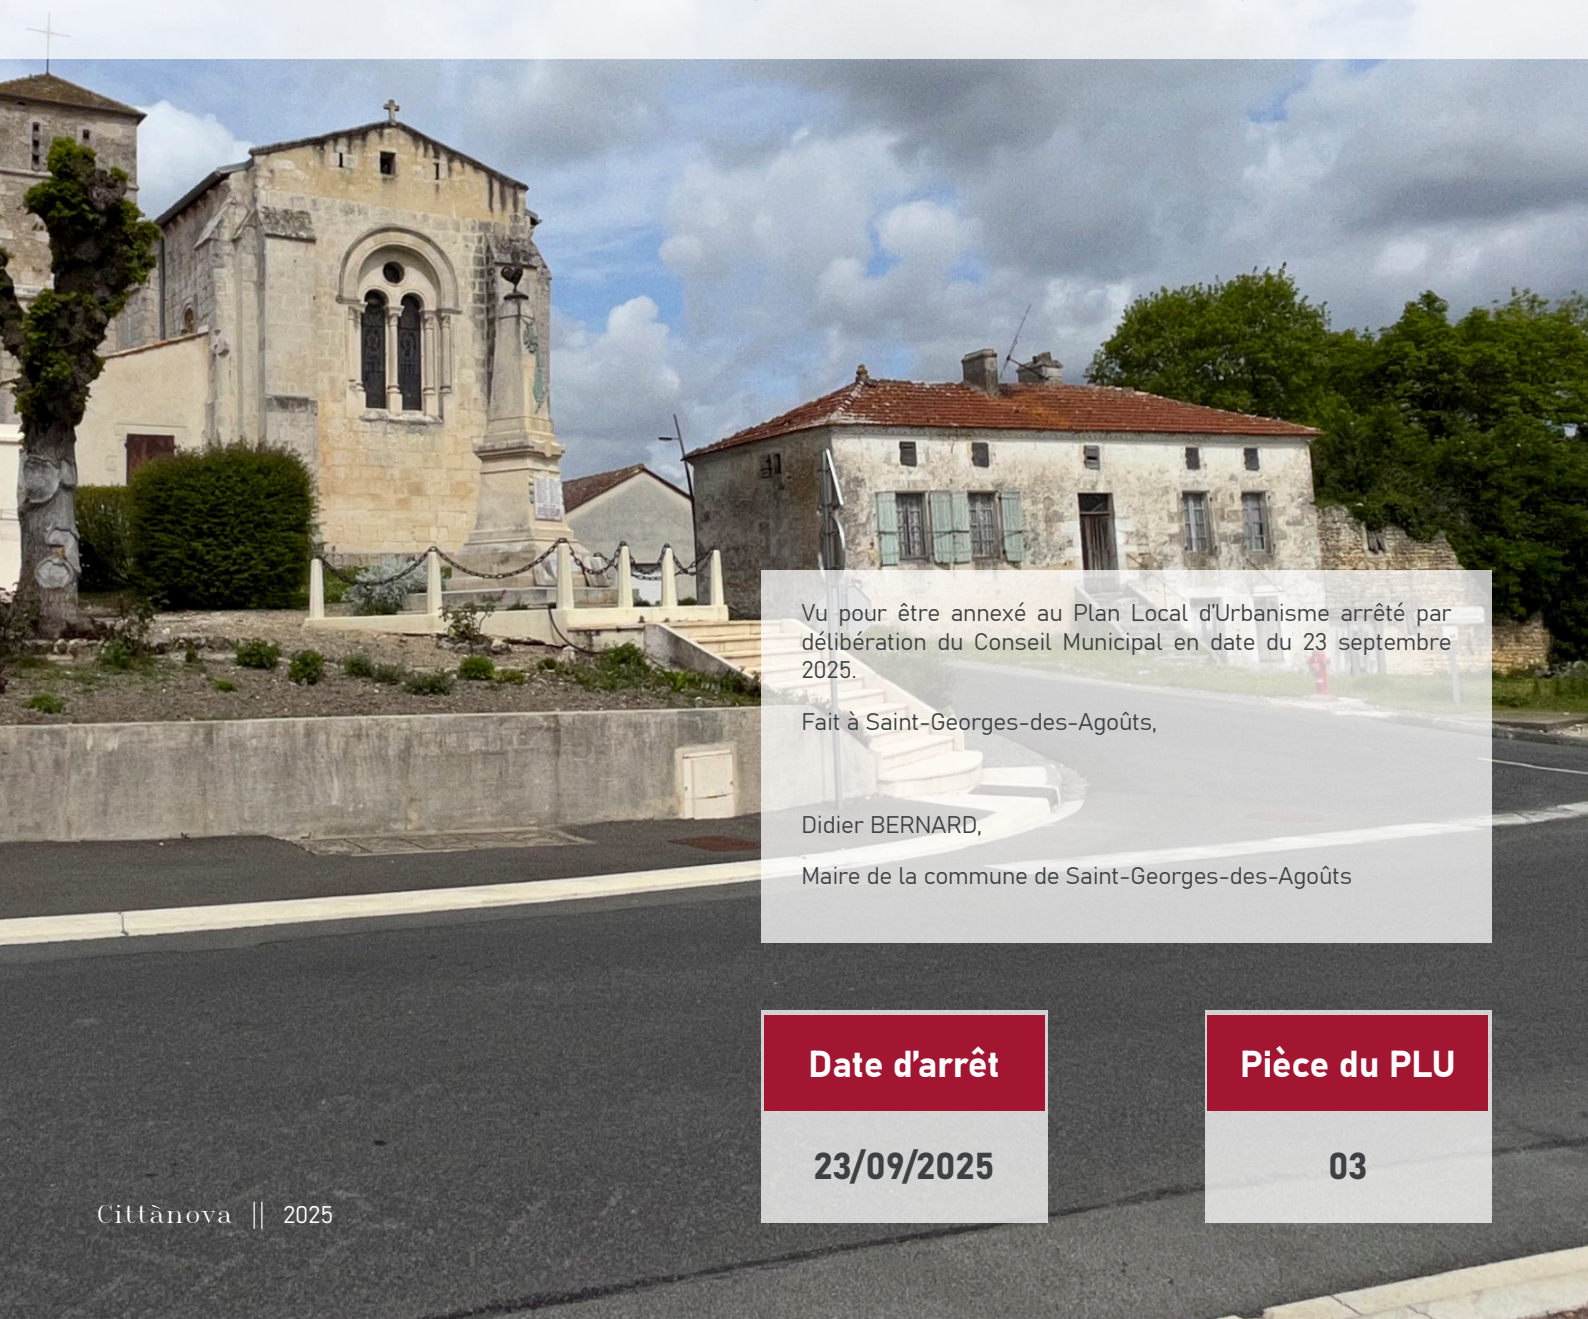 Vu pour être annexé au Plan Local d'Urbanisme arrêté par
délibération du Conseil Municipal en date du 23 septembre
2025.
Fait à Saint-Georges-des-Agoûts,
Didier BERNARD,
Maire de la commune de Saint-Georges-des-Agoûts
Date d'arrêt
Pièce du PLU
23/09/2025
03
Cittànova || 2025